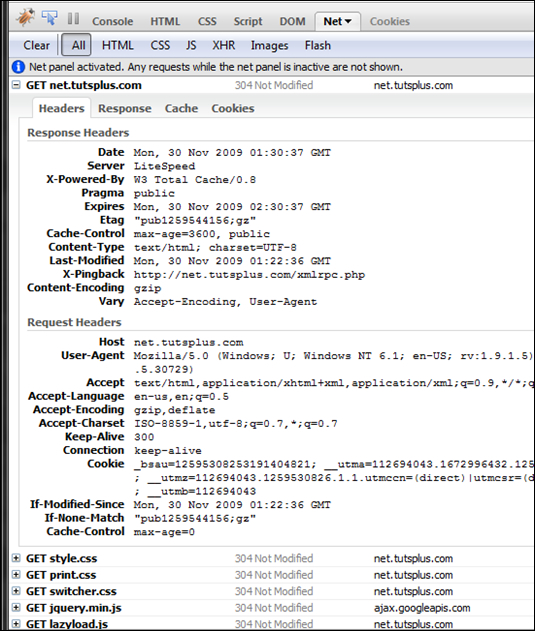 Console HTML CSS Script DOM Net Cookies
Clear All HTML CSS JS XHR Images Flash
Net panel activated. Any requests while the net panel is inactive are not shown.
GET net.tutsplus.com 304 Not Modified net.tutsplus.com
Headers Response Cache Cookies
Response Headers
Date Mon, 30 Nov 2009 01:30:37 GMT
Server LiteSpeed
X-Powered-By W3 Total Cache/0.8
Pragma public
Expires Mon, 30 Nov 2009 02:30:37 GMT
Etag "pub1259544156;gz"
Cache-Control max-age=3600, public
Content-Type text/html; charset=UTF-8
Last-Modified Mon, 30 Nov 2009 01:22:36 GMT
X-Pingback http://net.tutsplus.com/xmlrpc.php
Content-Encoding gzip
Vary Accept-Encoding, User-Agent
Request Headers
Host net.tutsplus.com
User-Agent Mozilla/5.0 (Windows; U; Windows NT 6.1; en-US; rv:1.9.1.5)
.5.30729)
Accept text/html,application/xhtml+xml,application/xml;q=0.9,*/*;q
Accept-Language en-us,en;q=0.5
Accept-Encoding gzip,deflate
Accept-Charset ISO-8859-1,utf-8;q=0.7,*;q=0.7
Keep-Alive 300
Connection keep-alive
Cookie _bsau=12595308253191404821; __utma=112694043.1672996432.125
; __utmz=112694043.1259530826.1.1.utmccn=(direct)|utmcsr=(d
; __utmb=112694043
If-Modified-Since Mon, 30 Nov 2009 01:22:36 GMT
If-None-Match "pub1259544156;gz"
Cache-Control max-age=0
GET style.css 304 Not Modified net.tutsplus.com
GET print.css 304 Not Modified net.tutsplus.com
GET switcher.css 304 Not Modified net.tutsplus.com
GET jquery.min.js 304 Not Modified ajax.googleapis.com
GET lazyload.js 304 Not Modified net.tutsplus.com